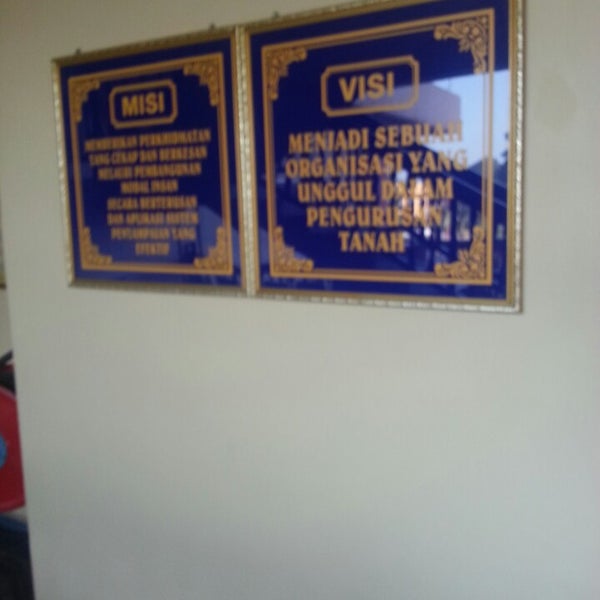 MISI
MEMBERIKAN PERKHIDMATAN
YANG CEKAP DAN BERKESAN
MELALUI PEMBANGUNAN
MODAL INSAN
SECARA BERTERUSAN
DAN APLIKASI SISTEM
PENYAMPAIAN YANG
EFEKTIF
VISI
MENJADI SEBUAH
ORGANISASI YANG
UNGGUL DALAM
PENGURUSAN
TANAH